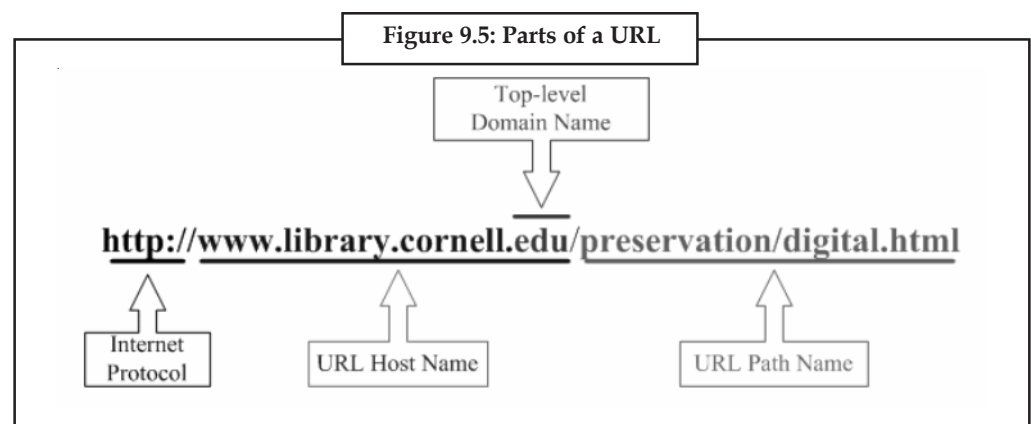 Figure 9.5: Parts of a URL
Top-level
Domain Name
http://www.library.cornell.edu/preservation/digital.html
Internet
Protocol
URL Host Name
URL Path Name